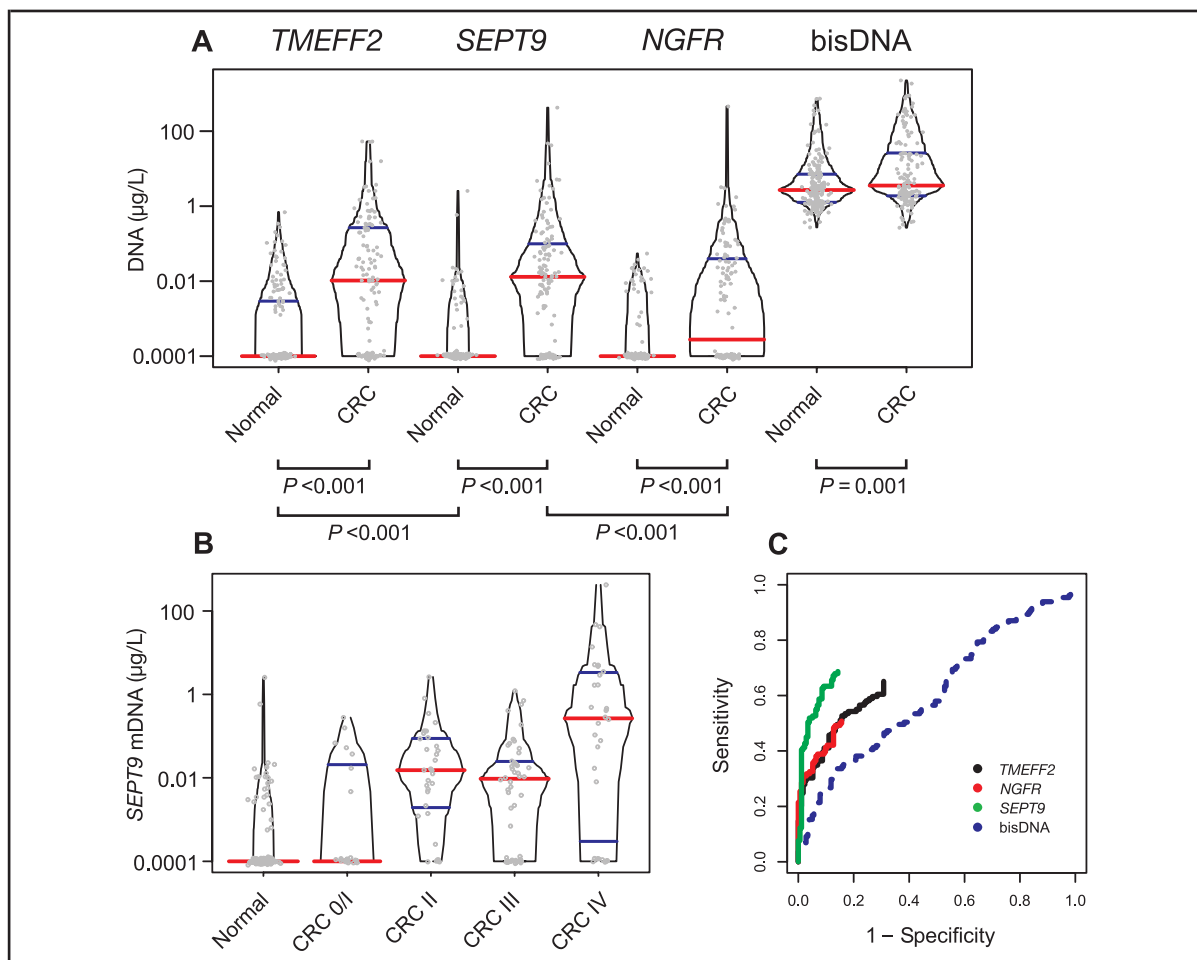 A
TMEFF2 SEPT9 NGFR bisDNA
DNA (µg/L)
100
1
0.01
0.0001
Normal CRC Normal CRC Normal CRC Normal CRC
P <0.001 P <0.001 P <0.001 P = 0.001
P <0.001 P <0.001
B
SEPT9 mDNA (µg/L)
100
1
0.01
0.0001
Normal CRC 0/I CRC II CRC III CRC IV
C
Sensitivity
1.0
0.8
0.6
0.4
0.2
0.0
TMEFF2
NGFR
SEPT9
bisDNA
0.0 0.2 0.4 0.6 0.8 1.0
1 – Specificity